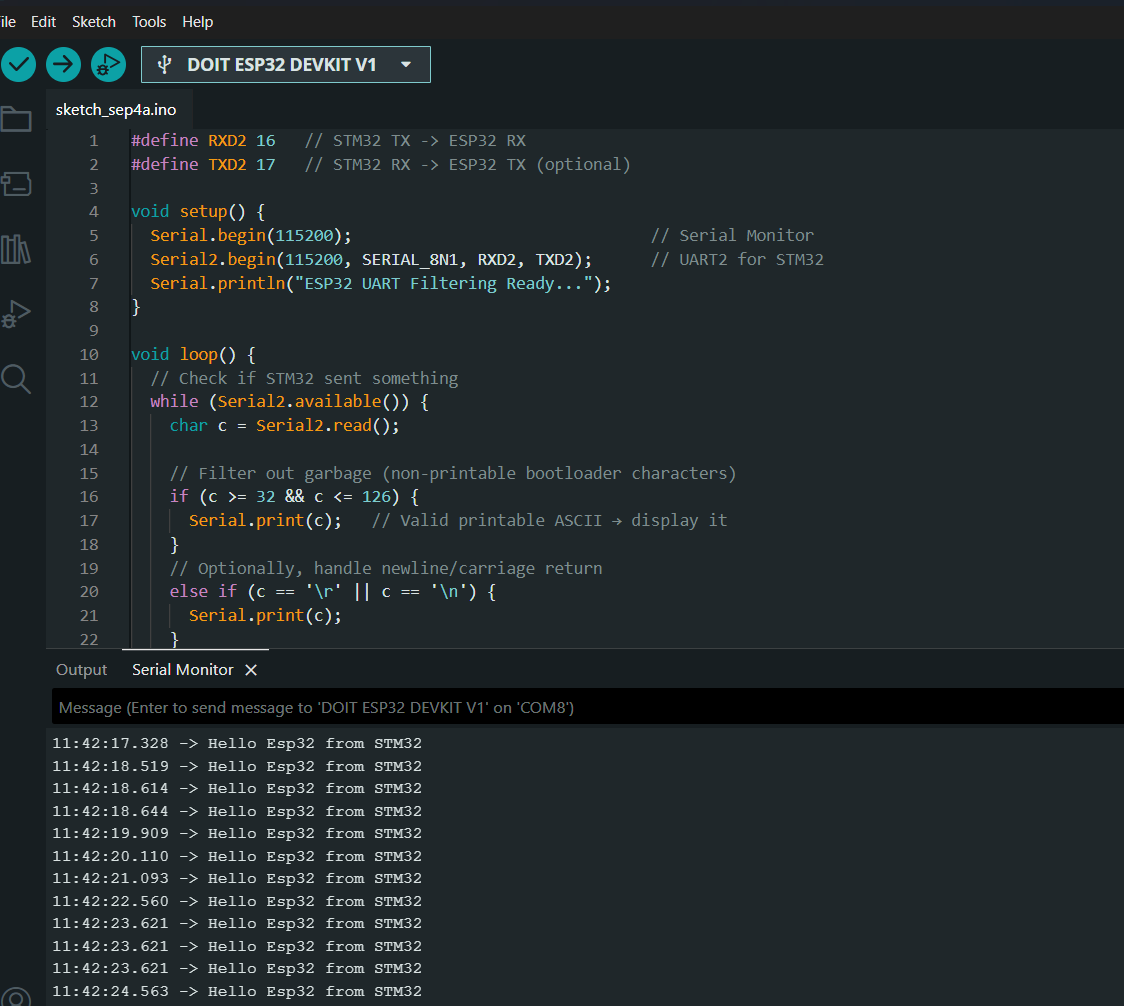 ile Edit Sketch Tools Help
DOIT ESP32 DEVKIT V1
sketch_sep4a.ino
1 #define RXD2 16 // STM32 TX -> ESP32 RX
2 #define TXD2 17 // STM32 RX -> ESP32 TX (optional)
3
4 void setup() {
5 Serial.begin(115200); // Serial Monitor
6 Serial2.begin(115200, SERIAL_8N1, RXD2, TXD2); // UART2 for STM32
7 Serial.println("ESP32 UART Filtering Ready...");
8 }
9
10 void loop() {
11 // Check if STM32 sent something
12 while (Serial2.available()) {
13 char c = Serial2.read();
14
15 // Filter out garbage (non-printable bootloader characters)
16 if (c >= 32 && c <= 126) {
17 Serial.print(c); // Valid printable ASCII → display it
18 }
19 // Optionally, handle newline/carriage return
20 else if (c == '\r' || c == '\n') {
21 Serial.print(c);
22 }
Output Serial Monitor
Message (Enter to send message to 'DOIT ESP32 DEVKIT V1' on 'COM8')
11:42:17.328 -> Hello Esp32 from STM32
11:42:18.519 -> Hello Esp32 from STM32
11:42:18.614 -> Hello Esp32 from STM32
11:42:18.644 -> Hello Esp32 from STM32
11:42:19.909 -> Hello Esp32 from STM32
11:42:20.110 -> Hello Esp32 from STM32
11:42:21.093 -> Hello Esp32 from STM32
11:42:22.560 -> Hello Esp32 from STM32
11:42:23.621 -> Hello Esp32 from STM32
11:42:23.621 -> Hello Esp32 from STM32
11:42:23.621 -> Hello Esp32 from STM32
11:42:24.563 -> Hello Esp32 from STM32